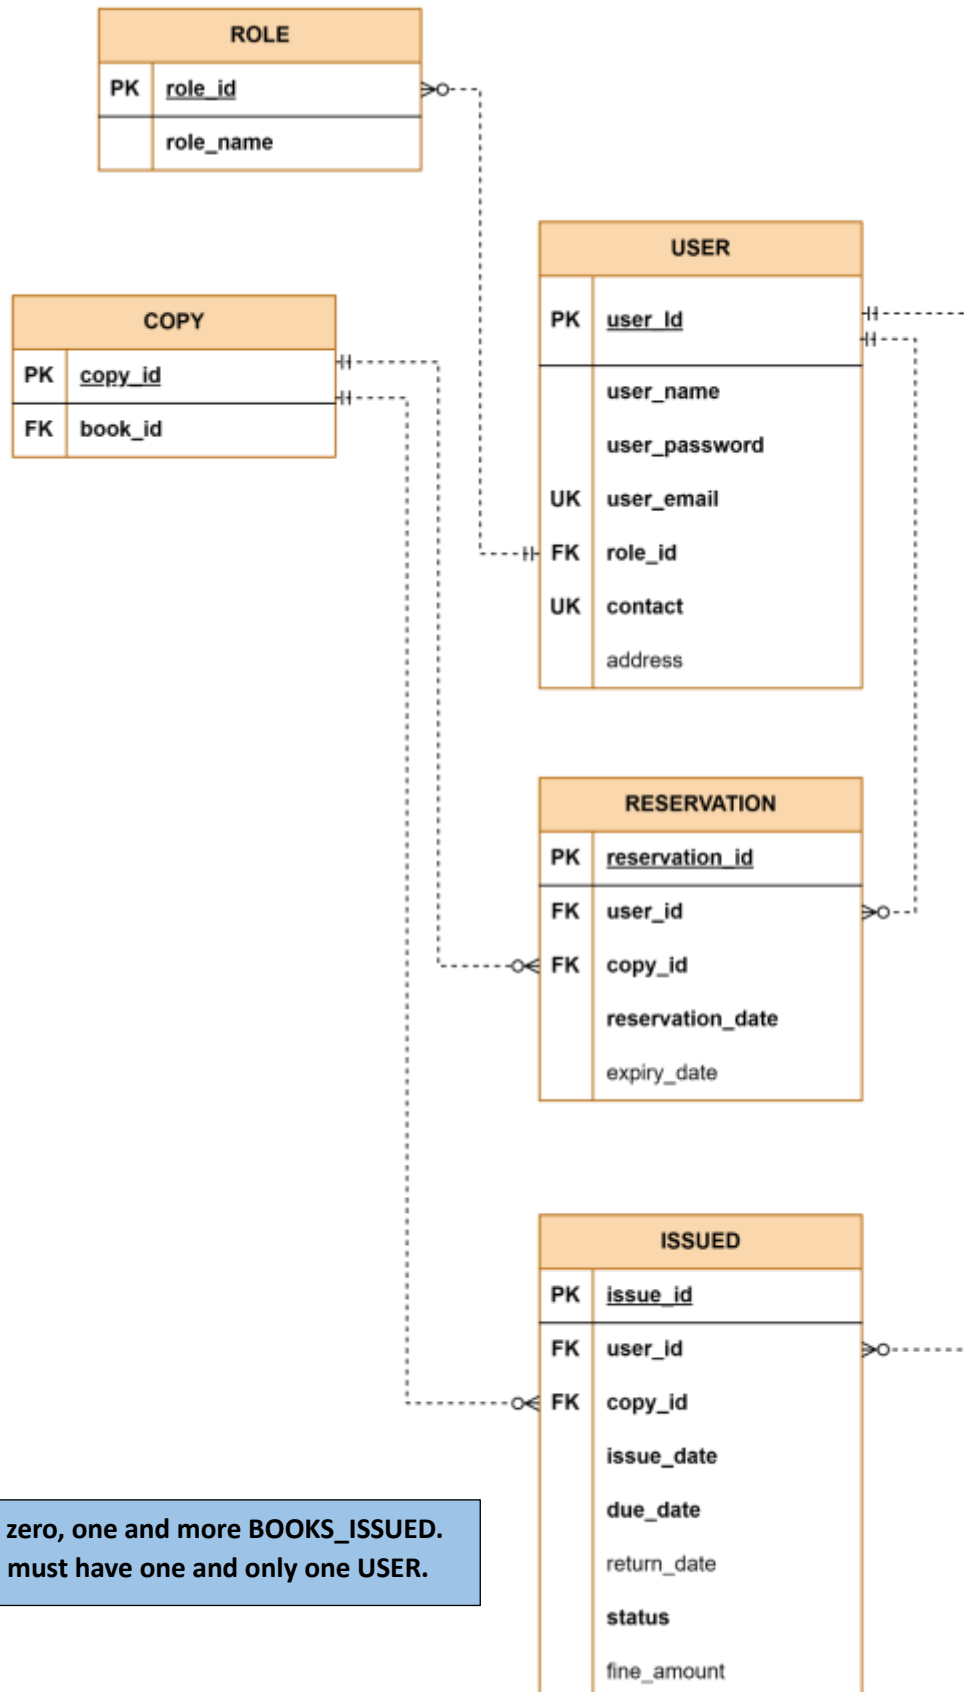 ROLE
PK role_id
role_name
USER
PK user_Id
user_name
user_password
UK user_email
FK role_id
UK contact
address
COPY
PK copy_id
FK book_id
RESERVATION
PK reservation_id
FK user_id
FK copy_id
reservation_date
expiry_date
ISSUED
PK issue_id
FK user_id
FK copy_id
issue_date
due_date
return_date
status
fine_amount
zero, one and more BOOKS_ISSUED.
must have one and only one USER.